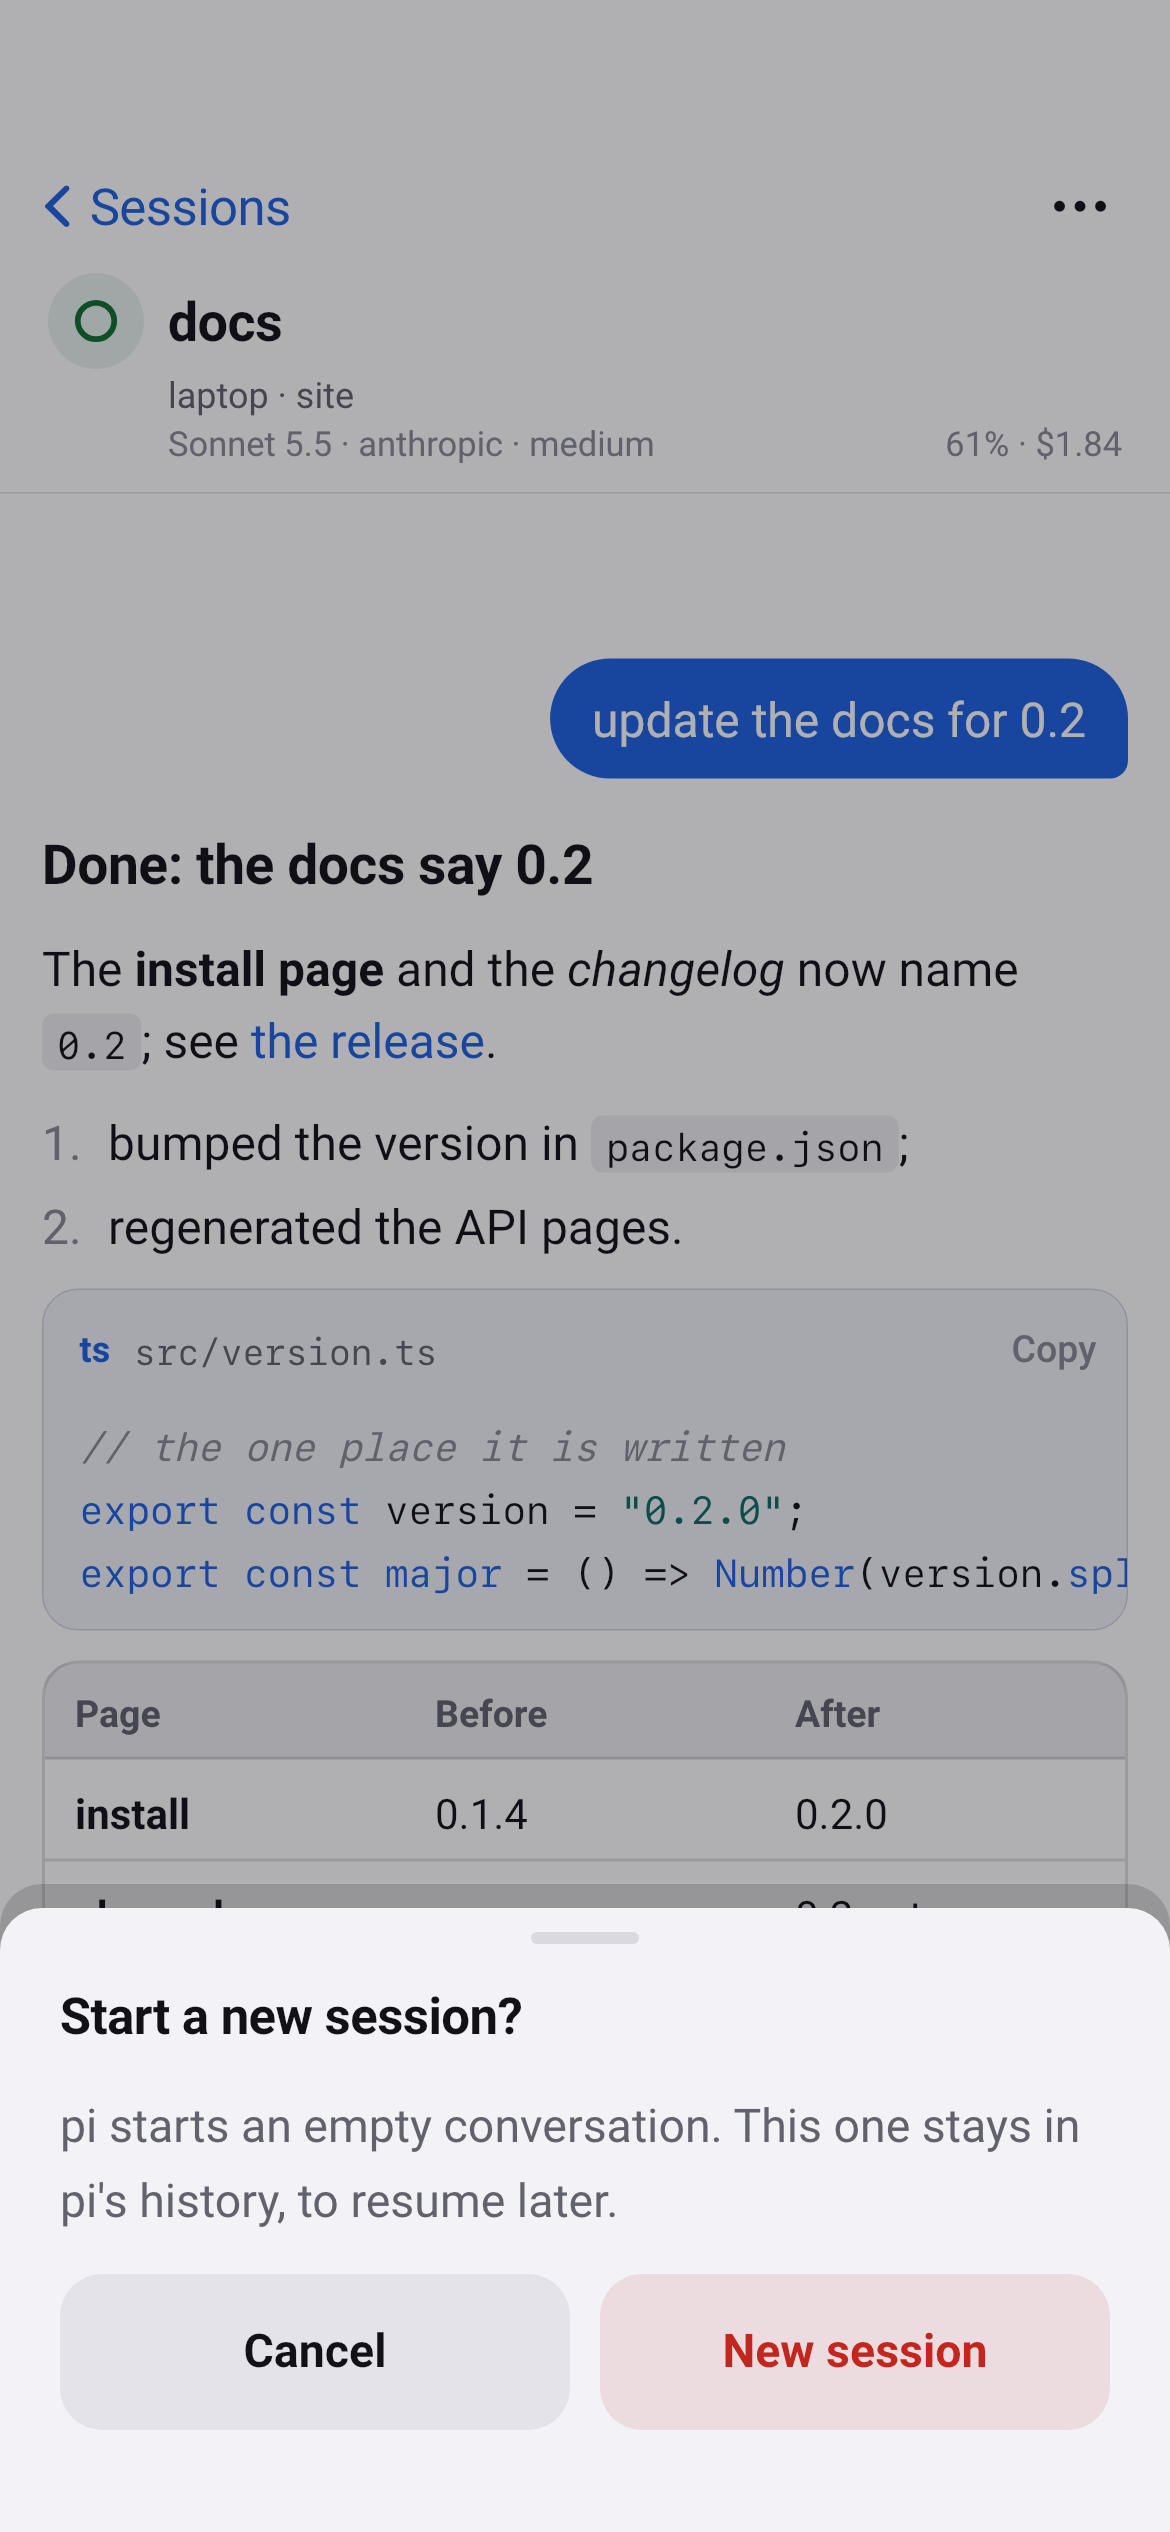 Sessions
docs
laptop · site
Sonnet 5.5 · anthropic · medium
61% · $1.84
update the docs for 0.2
Done: the docs say 0.2
The install page and the changelog now name
0.2; see the release.
1. bumped the version in package.json;
2. regenerated the API pages.
ts src/version.ts
Copy
// the one place it is written
export const version = "0.2.0";
export const major = () => Number(version.spl
Page Before After
install 0.1.4 0.2.0
Start a new session?
pi starts an empty conversation. This one stays in
pi's history, to resume later.
Cancel
New session